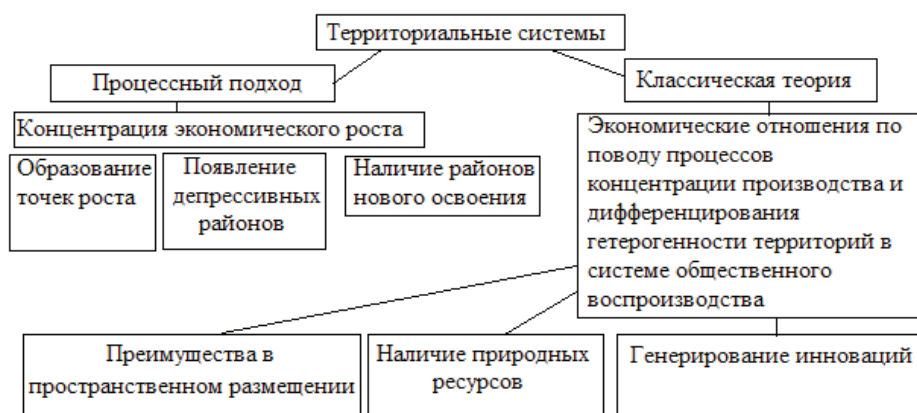 Территориальные системы
Процессный подход
Классическая теория
Концентрация экономического роста
Образование
точек роста
Появление
депрессивных
районов
Наличие районов
нового освоения
Экономические отношения по
поводу процессов
концентрации производства и
дифференцирования
гетерогенности территорий в
системе общественного
воспроизводства
Преимущества в
пространственном размещении
Наличие природных
ресурсов
Генерирование инноваций